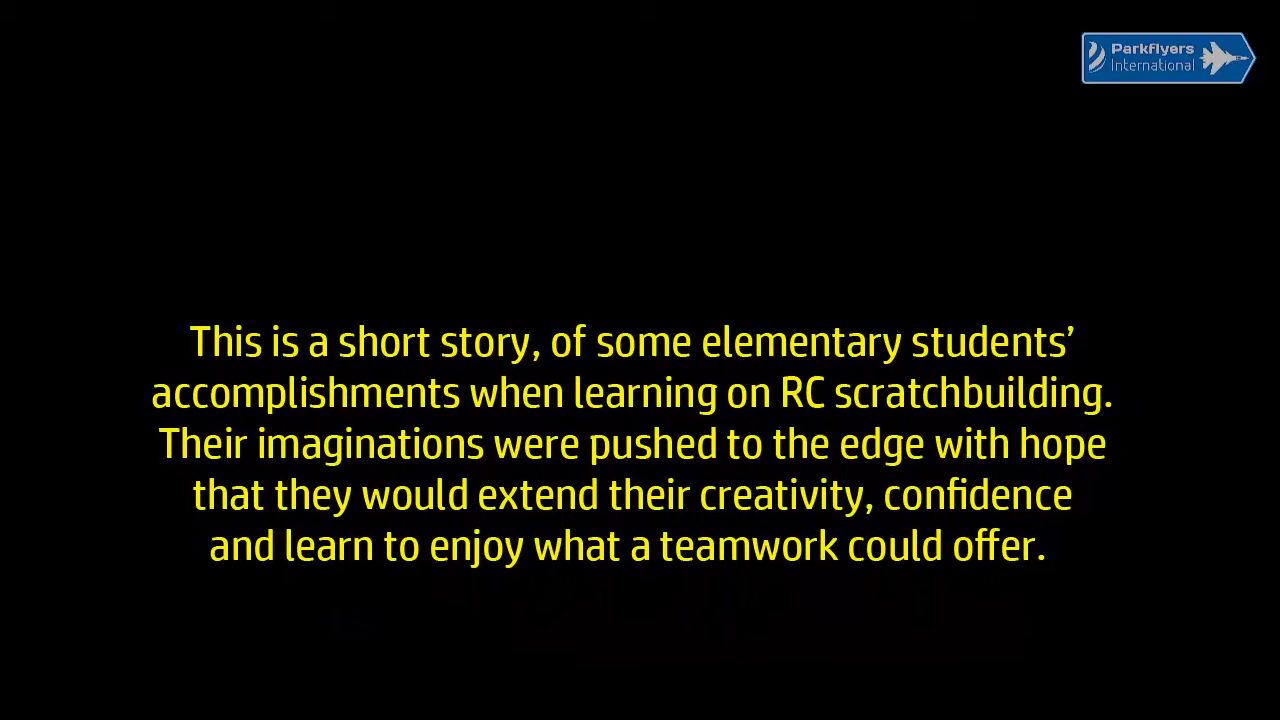 Parkflyers
International
This is a short story, of some elementary students’
accomplishments when learning on RC scratchbuilding.
Their imaginations were pushed to the edge with hope
that they would extend their creativity, confidence
and learn to enjoy what a teamwork could offer.